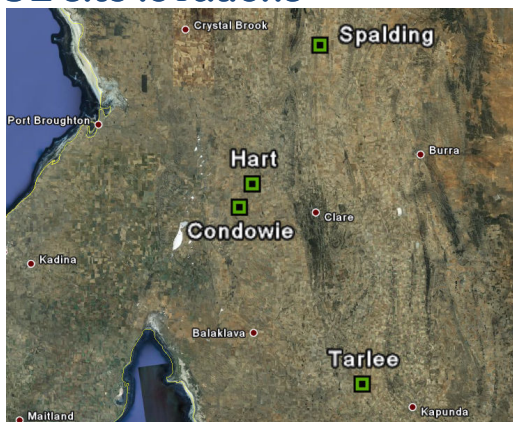 Crystal Brook
Spalding
Port Broughton
Burra
Hart
Clare
Condowie
Kadina
Balaklava
Tarlee
Maitland
Kapunda